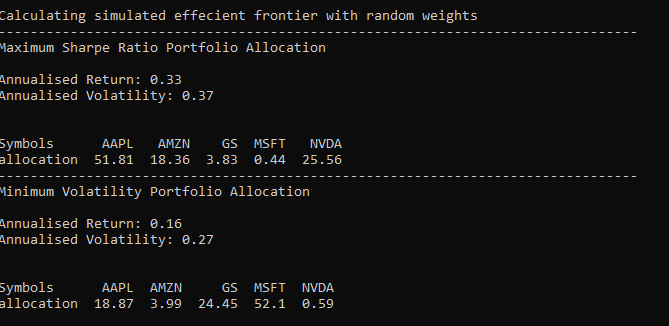 Calculating simulated effecient frontier with random weights
--------------------------------------------------------------------------------
Maximum Sharpe Ratio Portfolio Allocation
Annualised Return: 0.33
Annualised Volatility: 0.37
Symbols      AAPL   AMZN    GS  MSFT   NVDA
allocation  51.81  18.36  3.83  0.44  25.56
--------------------------------------------------------------------------------
Minimum Volatility Portfolio Allocation
Annualised Return: 0.16
Annualised Volatility: 0.27
Symbols      AAPL  AMZN     GS  MSFT  NVDA
allocation  18.87  3.99  24.45  52.1  0.59